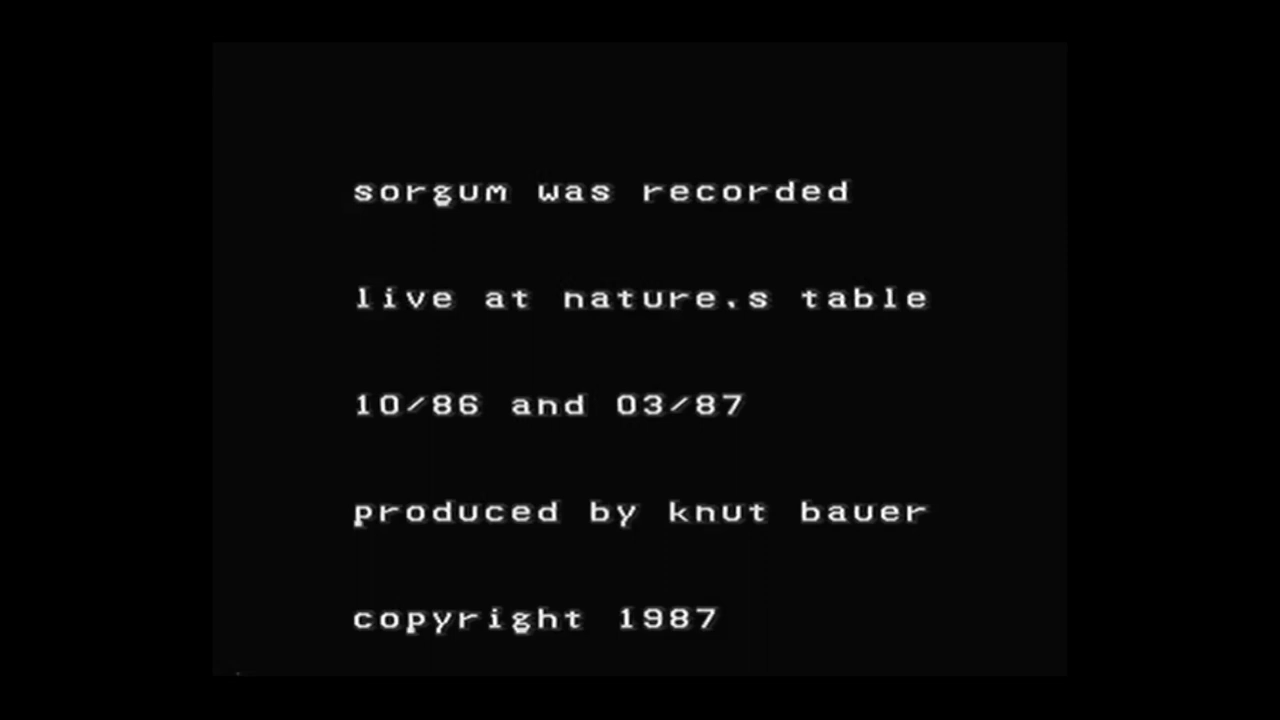 sorgum was recorded
live at nature.s table
10/86 and 03/87
produced by knut bauer
copyright 1987